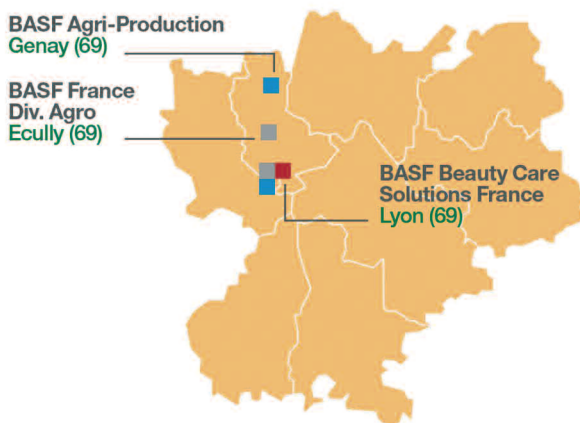 BASF Agri-Production
Genay (69)
BASF France
Div. Agro
Ecully (69)
BASF Beauty Care
Solutions France
Lyon (69)